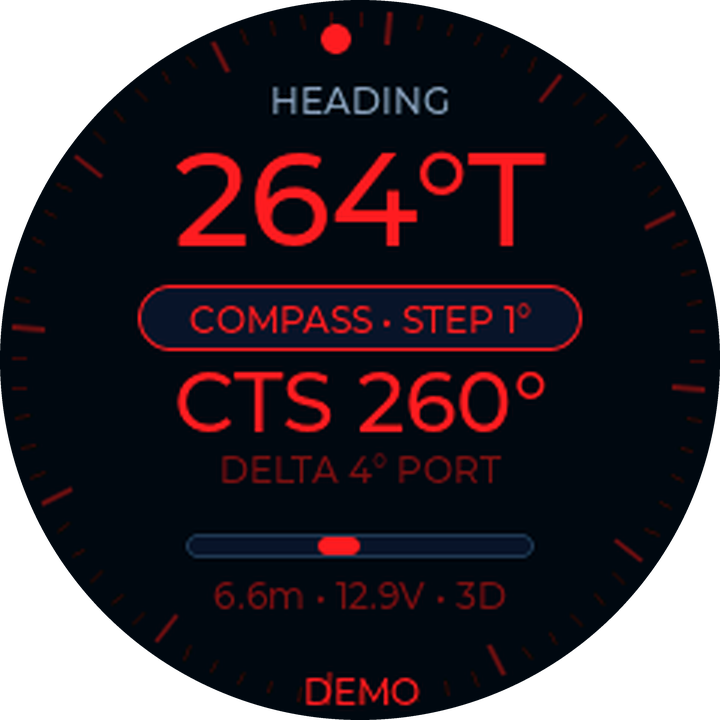 HEADING
264°T
COMPASS • STEP 1°
CTS 260°
DELTA 4° PORT
6.6m • 12.9V • 3D
DEMO